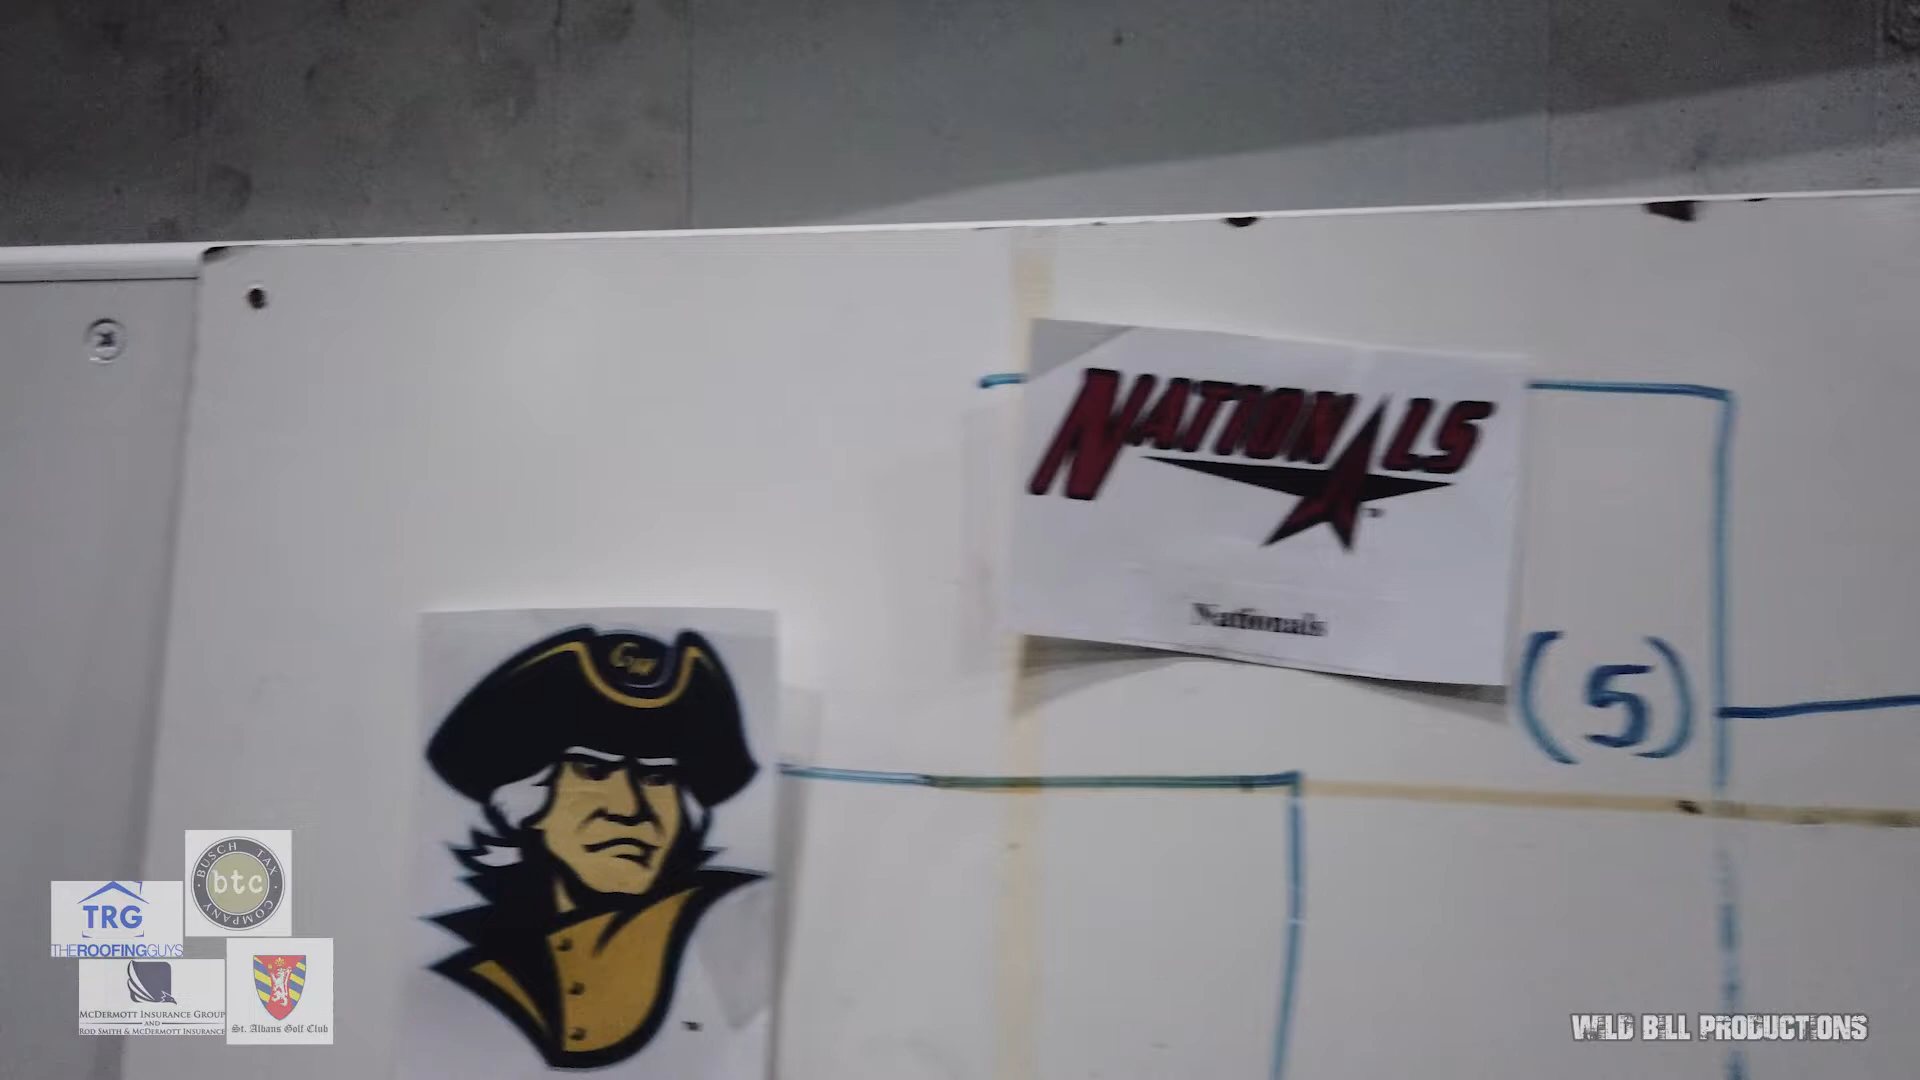 NATIONALS
Nationals
(5)
GW
BUSCH TAX
btc
COMPANY
TRG
THEROOFINGGUYS
MCDERMOTT INSURANCE GROUP
AND
ROD SMITH & MCDERMOTT INSURANCE
St. Albans Golf Club
WILD BILL PRODUCTIONS